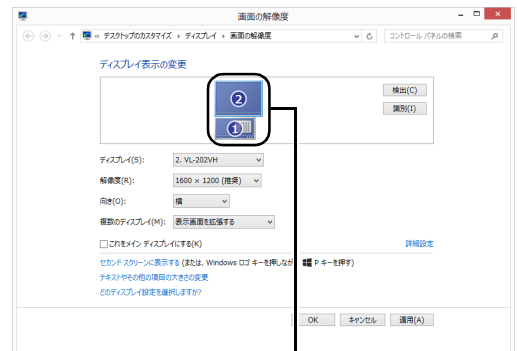 画面の解像度
« デスクトップのカスタマイズ ▸ ディスプレイ ▸ 画面の解像度
コントロール パネルの検索
ディスプレイ表示の変更
2
1
検出(C)
識別(I)
ディスプレイ(S): 2. VL-202VH
解像度(R): 1600 × 1200 (推奨)
向き(O): 横
複数のディスプレイ(M): 表示画面を拡張する
これをメイン ディスプレイにする(K) 詳細設定
セカンド スクリーンに表示する (または、Windows ロゴ キーを押しなが P キーを押す)
テキストやその他の項目の大きさの変更
どのディスプレイ設定を選択しますか?
OK キャンセル 適用(A)